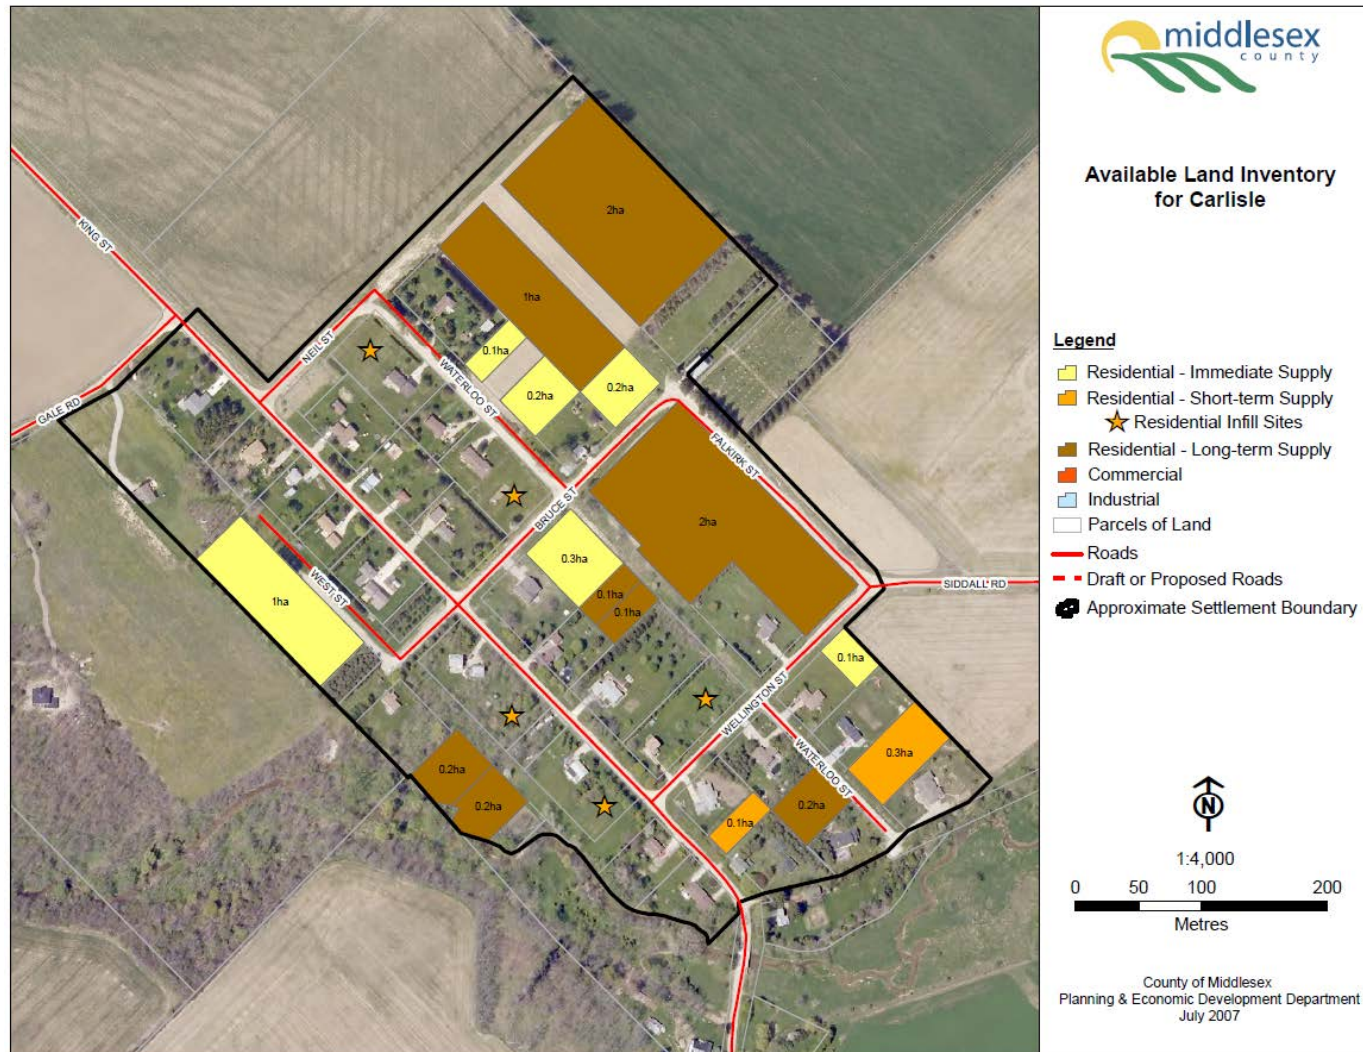 middlesex
county
Available Land Inventory
for Carlisle
Legend
Residential - Immediate Supply
Residential - Short-term Supply
Residential Infill Sites
Residential - Long-term Supply
Commercial
Industrial
Parcels of Land
Roads
Draft or Proposed Roads
Approximate Settlement Boundary
N
1:4,000
0 50 100 200
Metres
County of Middlesex
Planning & Economic Development Department
July 2007
KING ST
2ha
1ha
NEIL ST
0.1ha
WATERLOO ST
0.2ha
0.2ha
GALE RD
FALKIRK ST
BRUCE ST
2ha
0.3ha
WEST ST
SIDDALL RD
1ha
0.1ha
0.1ha
0.1ha
WELLINGTON ST
WATERLOO ST
0.3ha
0.2ha
0.2ha
0.2ha
0.1ha